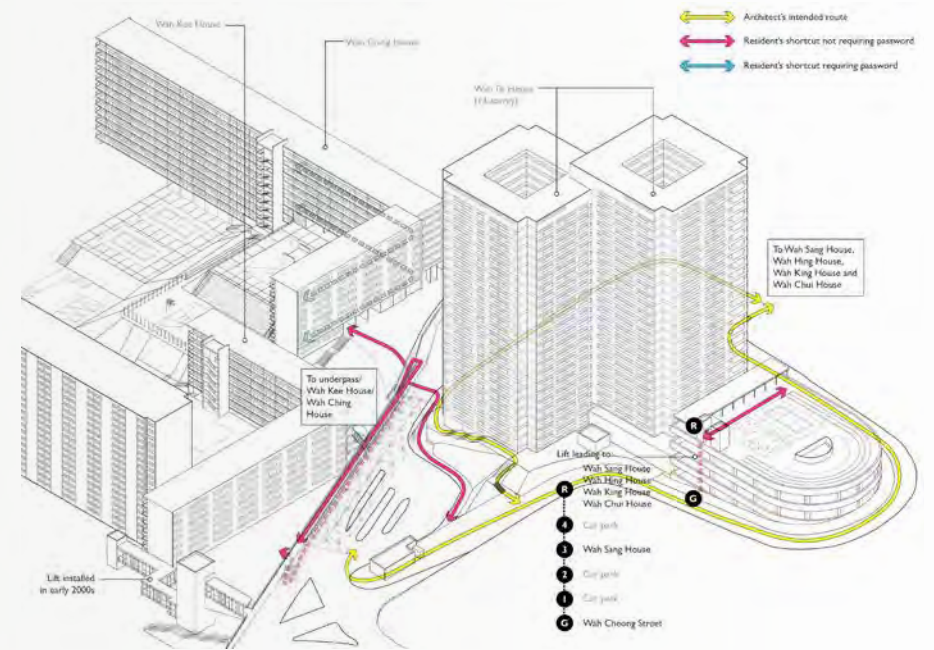 Wah Kee House
Wah Ching House
Wah Tai House
Architect's intended route
Resident's shortcut not requiring password
Resident's shortcut requiring password
To Wah Sang House,
Wah Hing House,
Wah King House and
Wah Chui House
To underpass/
Wah Kee House/
Wah Ching
House
R
Lift leading to:
Wah Sang House
Wah Hing House
R
Wah King House
Wah Chui House
G
4
Car park
3
Wah Sang House
2
Car park
1
Car park
G
Wah Cheong Street
Lift installed
in early 2000s